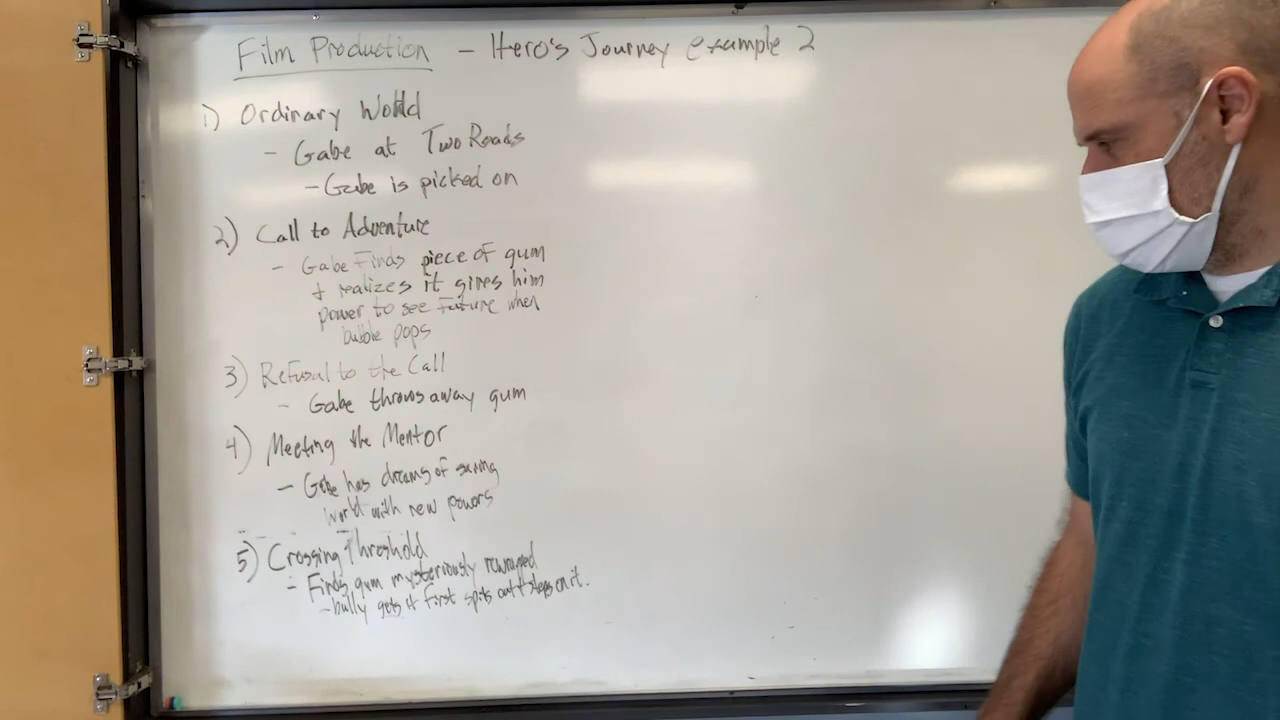 Film Production - Hero's Journey example 2
1) Ordinary World
- Gabe at Two Roads
- Gabe is picked on
2) Call to Adventure
- Gabe Finds piece of gum
+ realizes it gives him
power to see Future when
bubble pops
3) Refusal to the Call
- Gabe throws away gum
4) Meeting the Mentor
- Gabe has dreams of saving
world with new powers
5) Crossing Threshold
- Finds gum mysteriously rewrapped
- bully gets it first spits out + steps on it.